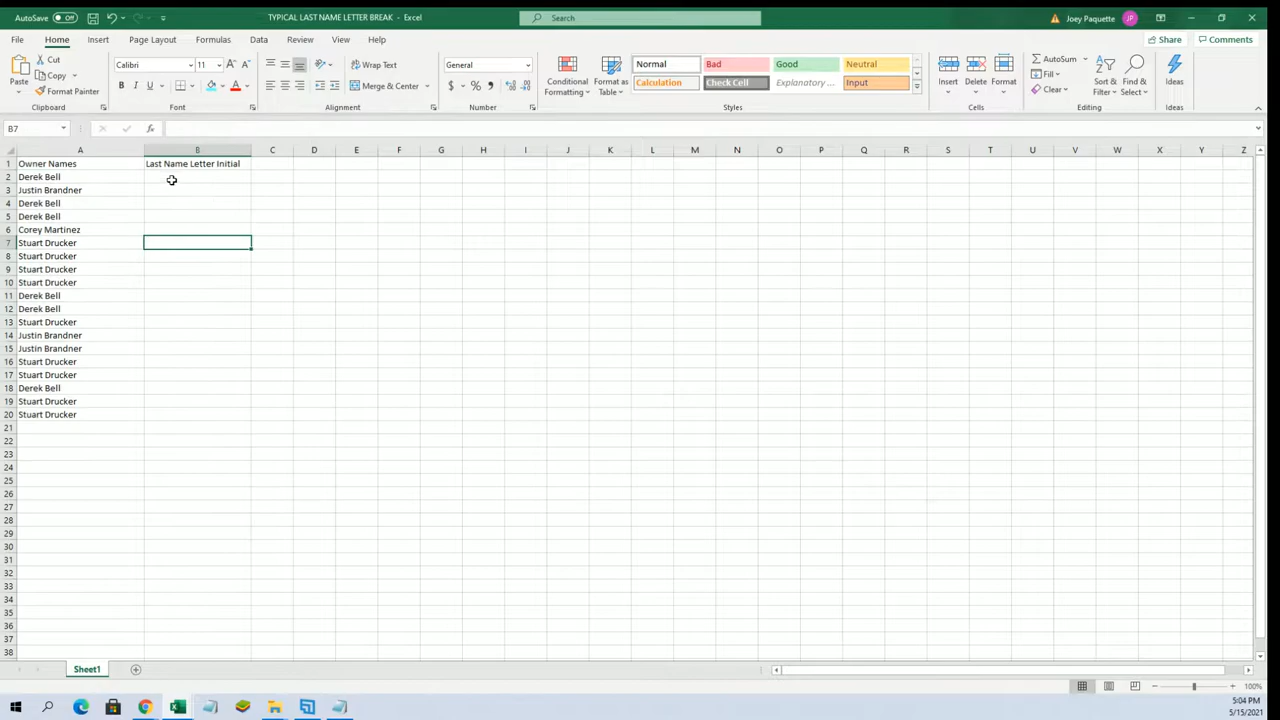 AutoSave Off
TYPICAL LAST NAME LETTER BREAK - Excel
Search
Joey Paquette JP
File Home Insert Page Layout Formulas Data Review View Help
Share Comments
Paste
Cut
Copy
Format Painter
Clipboard
Calibri 11
B I U
Font
Wrap Text
Merge & Center
Alignment
General
$ % ,
Number
Conditional Formatting
Format as Table
Normal Bad Good Neutral
Calculation Check Cell Explanatory ... Input
Styles
Insert Delete Format
Cells
AutoSum
Fill
Clear
Sort & Filter
Find & Select
Editing
Ideas
Ideas
B7 fx
A B C D E F G H I J K L M N O P Q R S T U V W X Y Z
1 Owner Names Last Name Letter Initial
2 Derek Bell
3 Justin Brandner
4 Derek Bell
5 Derek Bell
6 Corey Martinez
7 Stuart Drucker
8 Stuart Drucker
9 Stuart Drucker
10 Stuart Drucker
11 Derek Bell
12 Derek Bell
13 Stuart Drucker
14 Justin Brandner
15 Justin Brandner
16 Stuart Drucker
17 Stuart Drucker
18 Derek Bell
19 Stuart Drucker
20 Stuart Drucker
21
22
23
24
25
26
27
28
29
30
31
32
33
34
35
36
37
38
Sheet1
100%
5:04 PM
5/15/2021